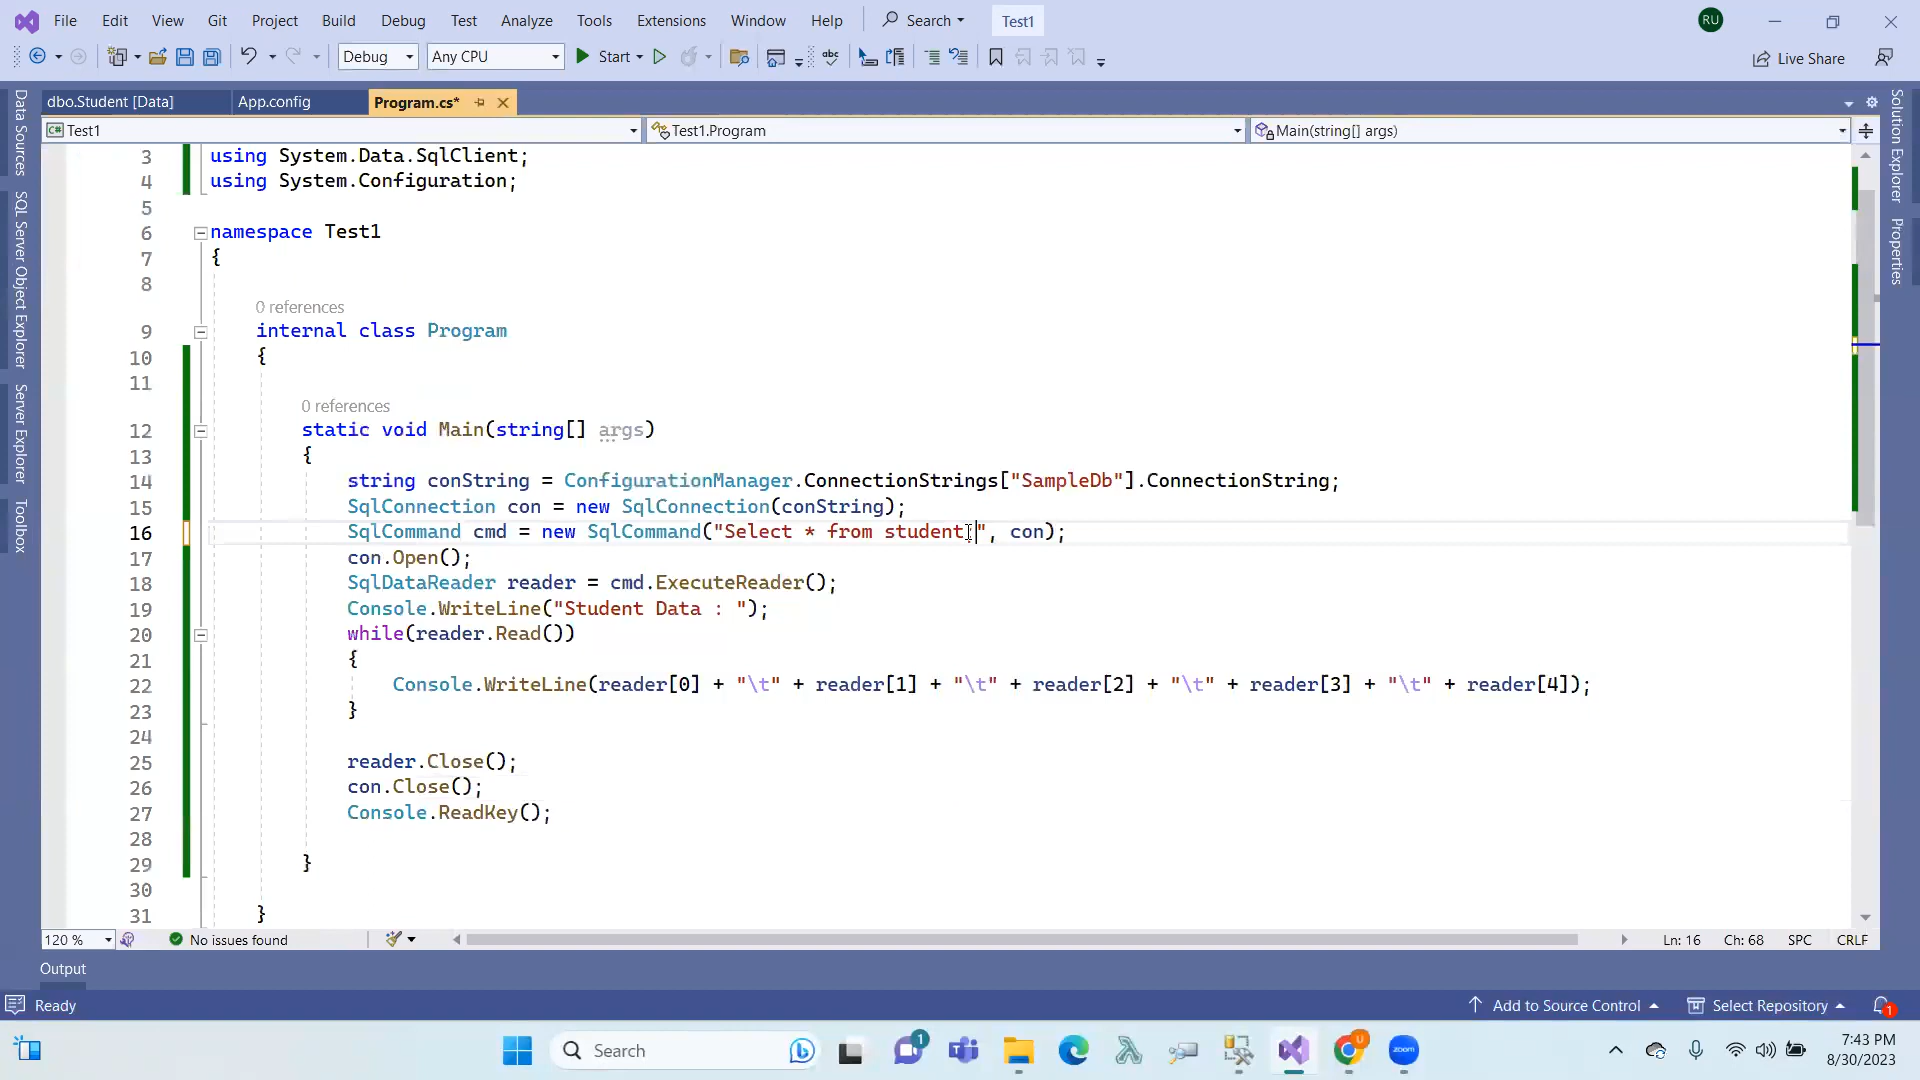 File Edit View Git Project Build Debug Test Analyze Tools Extensions Window Help Search Test1 RU
Debug Any CPU Start abc Live Share
dbo.Student [Data] App.config Program.cs*
C# Test1 Test1.Program Main(string[] args)
Data Sources
SQL Server Object Explorer
Server Explorer
Toolbox
3 using System.Data.SqlClient;
4 using System.Configuration;
5
6 namespace Test1
7 {
8
0 references
9 internal class Program
10 {
11
0 references
12 static void Main(string[] args)
13 {
14 string conString = ConfigurationManager.ConnectionStrings["SampleDb"].ConnectionString;
15 SqlConnection con = new SqlConnection(conString);
16 SqlCommand cmd = new SqlCommand("Select * from student;", con);
17 con.Open();
18 SqlDataReader reader = cmd.ExecuteReader();
19 Console.WriteLine("Student Data : ");
20 while(reader.Read())
21 {
22 Console.WriteLine(reader[0] + "\t" + reader[1] + "\t" + reader[2] + "\t" + reader[3] + "\t" + reader[4]);
23 }
24
25 reader.Close();
26 con.Close();
27 Console.ReadKey();
28
29 }
30
31 }
Solution Explorer
Properties
120 % No issues found Ln: 16 Ch: 68 SPC CRLF
Output
Ready Add to Source Control Select Repository 1
Search 1 zoom 7:43 PM
8/30/2023